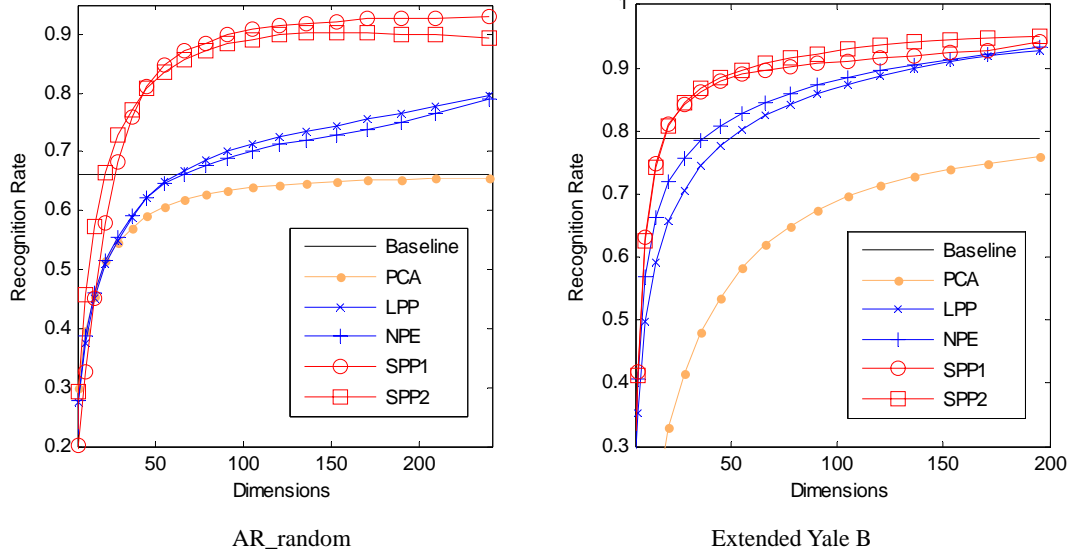 0.9
0.8
0.7
0.6
0.5
0.4
0.3
0.2
Recognition Rate
50
100
150
200
Dimensions
Baseline
PCA
LPP
NPE
SPP1
SPP2
AR_random
1
0.9
0.8
0.7
0.6
0.5
0.4
0.3
Recognition Rate
50
100
150
200
Dimensions
Baseline
PCA
LPP
NPE
SPP1
SPP2
Extended Yale B